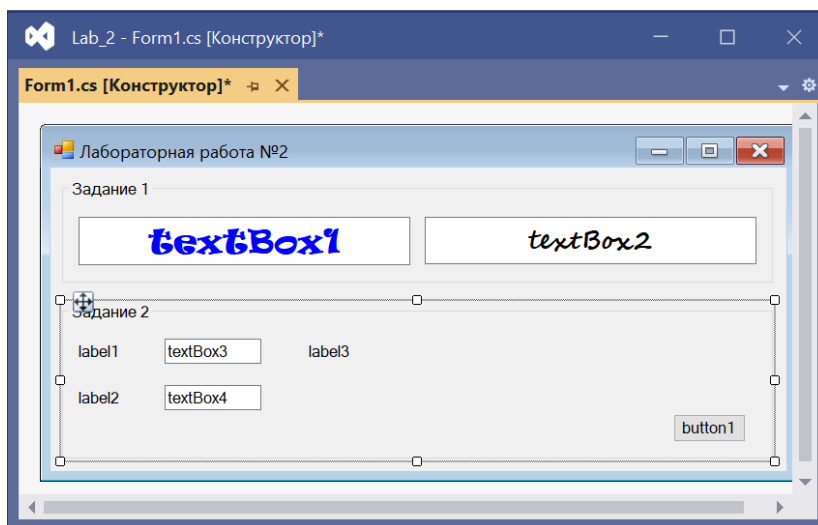 Lab_2 - Form1.cs [Конструктор]*
Form1.cs [Конструктор]*
Лабораторная работа №2
Задание 1
textBox1 textBox2
Задание 2
label1 textBox3 label3
label2 textBox4
button1